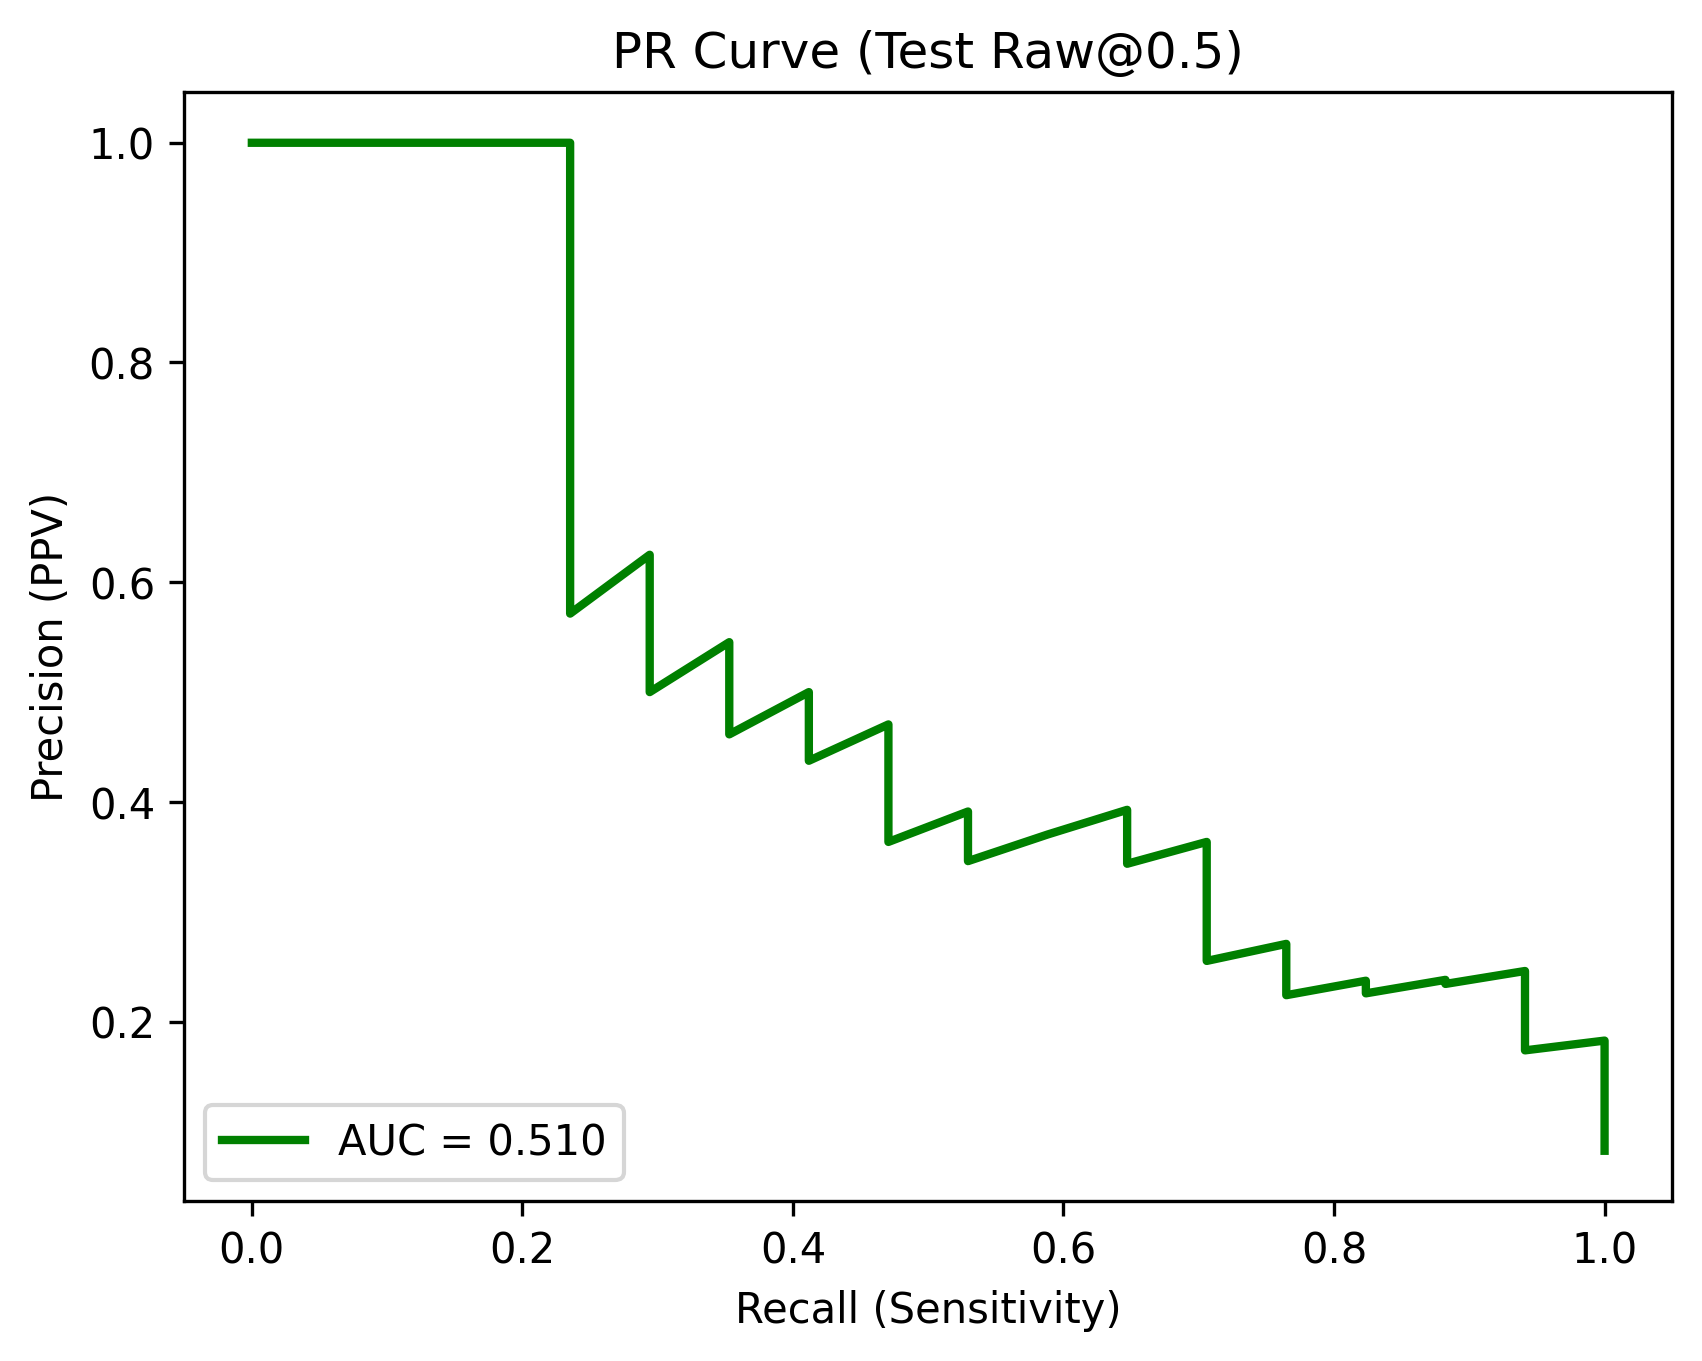 PR Curve (Test Raw@0.5)
1.0
0.8
0.6
0.4
0.2
Precision (PPV)
AUC = 0.510
0.0 0.2 0.4 0.6 0.8 1.0
Recall (Sensitivity)